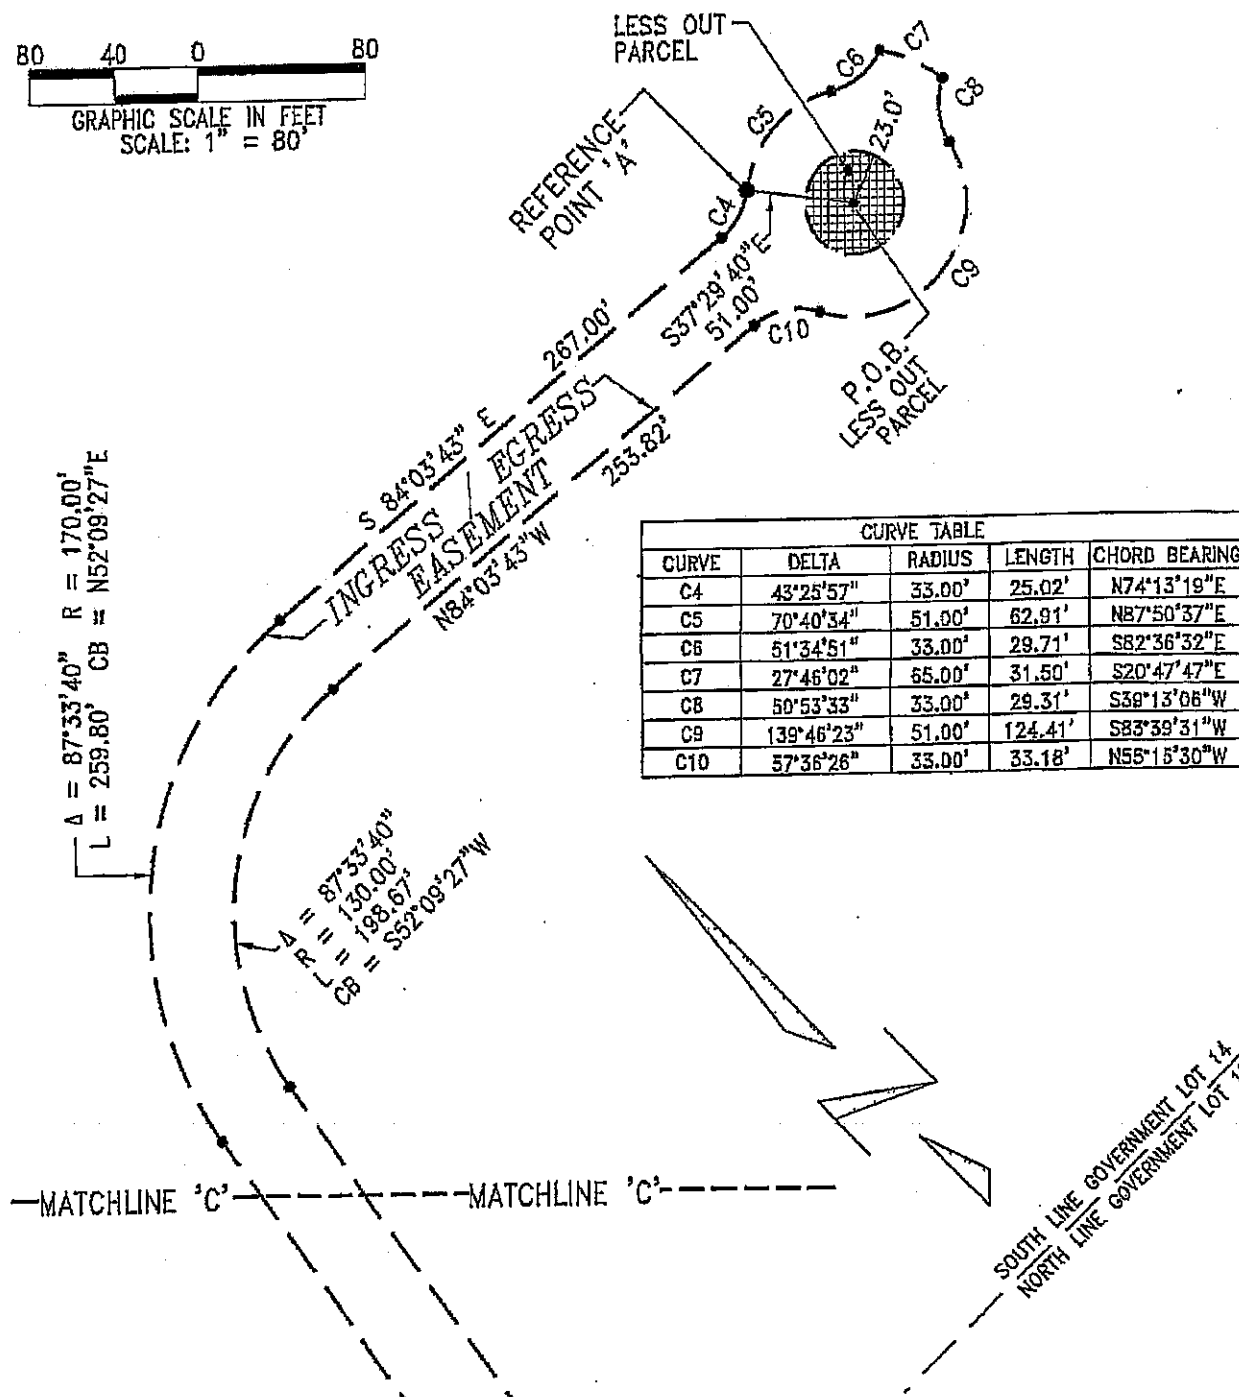 80 40 0 80
GRAPHIC SCALE IN FEET
SCALE: 1" = 80'
LESS OUT
PARCEL
REFERENCE
POINT 'A'
C4
C5
C6
C7
C8
23.0'
C9
C10
S37°29'40"E
51.00'
P.O.B.
LESS OUT
PARCEL
267.00'
S 84°03'43" E
INGRESS EGRESS
EASEMENT
N84°03'43"W
253.82'
Δ = 87°33'40" R = 170.00'
L = 259.80' CB = N52°09'27"E
Δ = 87°33'40"
R = 130.00'
L = 198.67'
CB = S52°09'27"W
CURVE TABLE
CURVE DELTA RADIUS LENGTH CHORD BEARING
C4 43°25'57" 33.00' 25.02' N74°13'19"E
C5 70°40'34" 51.00' 62.91' N87°50'37"E
C6 51°34'51" 33.00' 29.71' S82°36'32"E
C7 27°46'02" 65.00' 31.50' S20°47'47"E
C8 50°53'33" 33.00' 29.31' S39°13'06"W
C9 139°46'23" 51.00' 124.41' S83°39'31"W
C10 57°36'26" 33.00' 33.18' N55°15'30"W
MATCHLINE 'C' MATCHLINE 'C'
SOUTH LINE GOVERNMENT LOT 14
NORTH LINE GOVERNMENT LOT